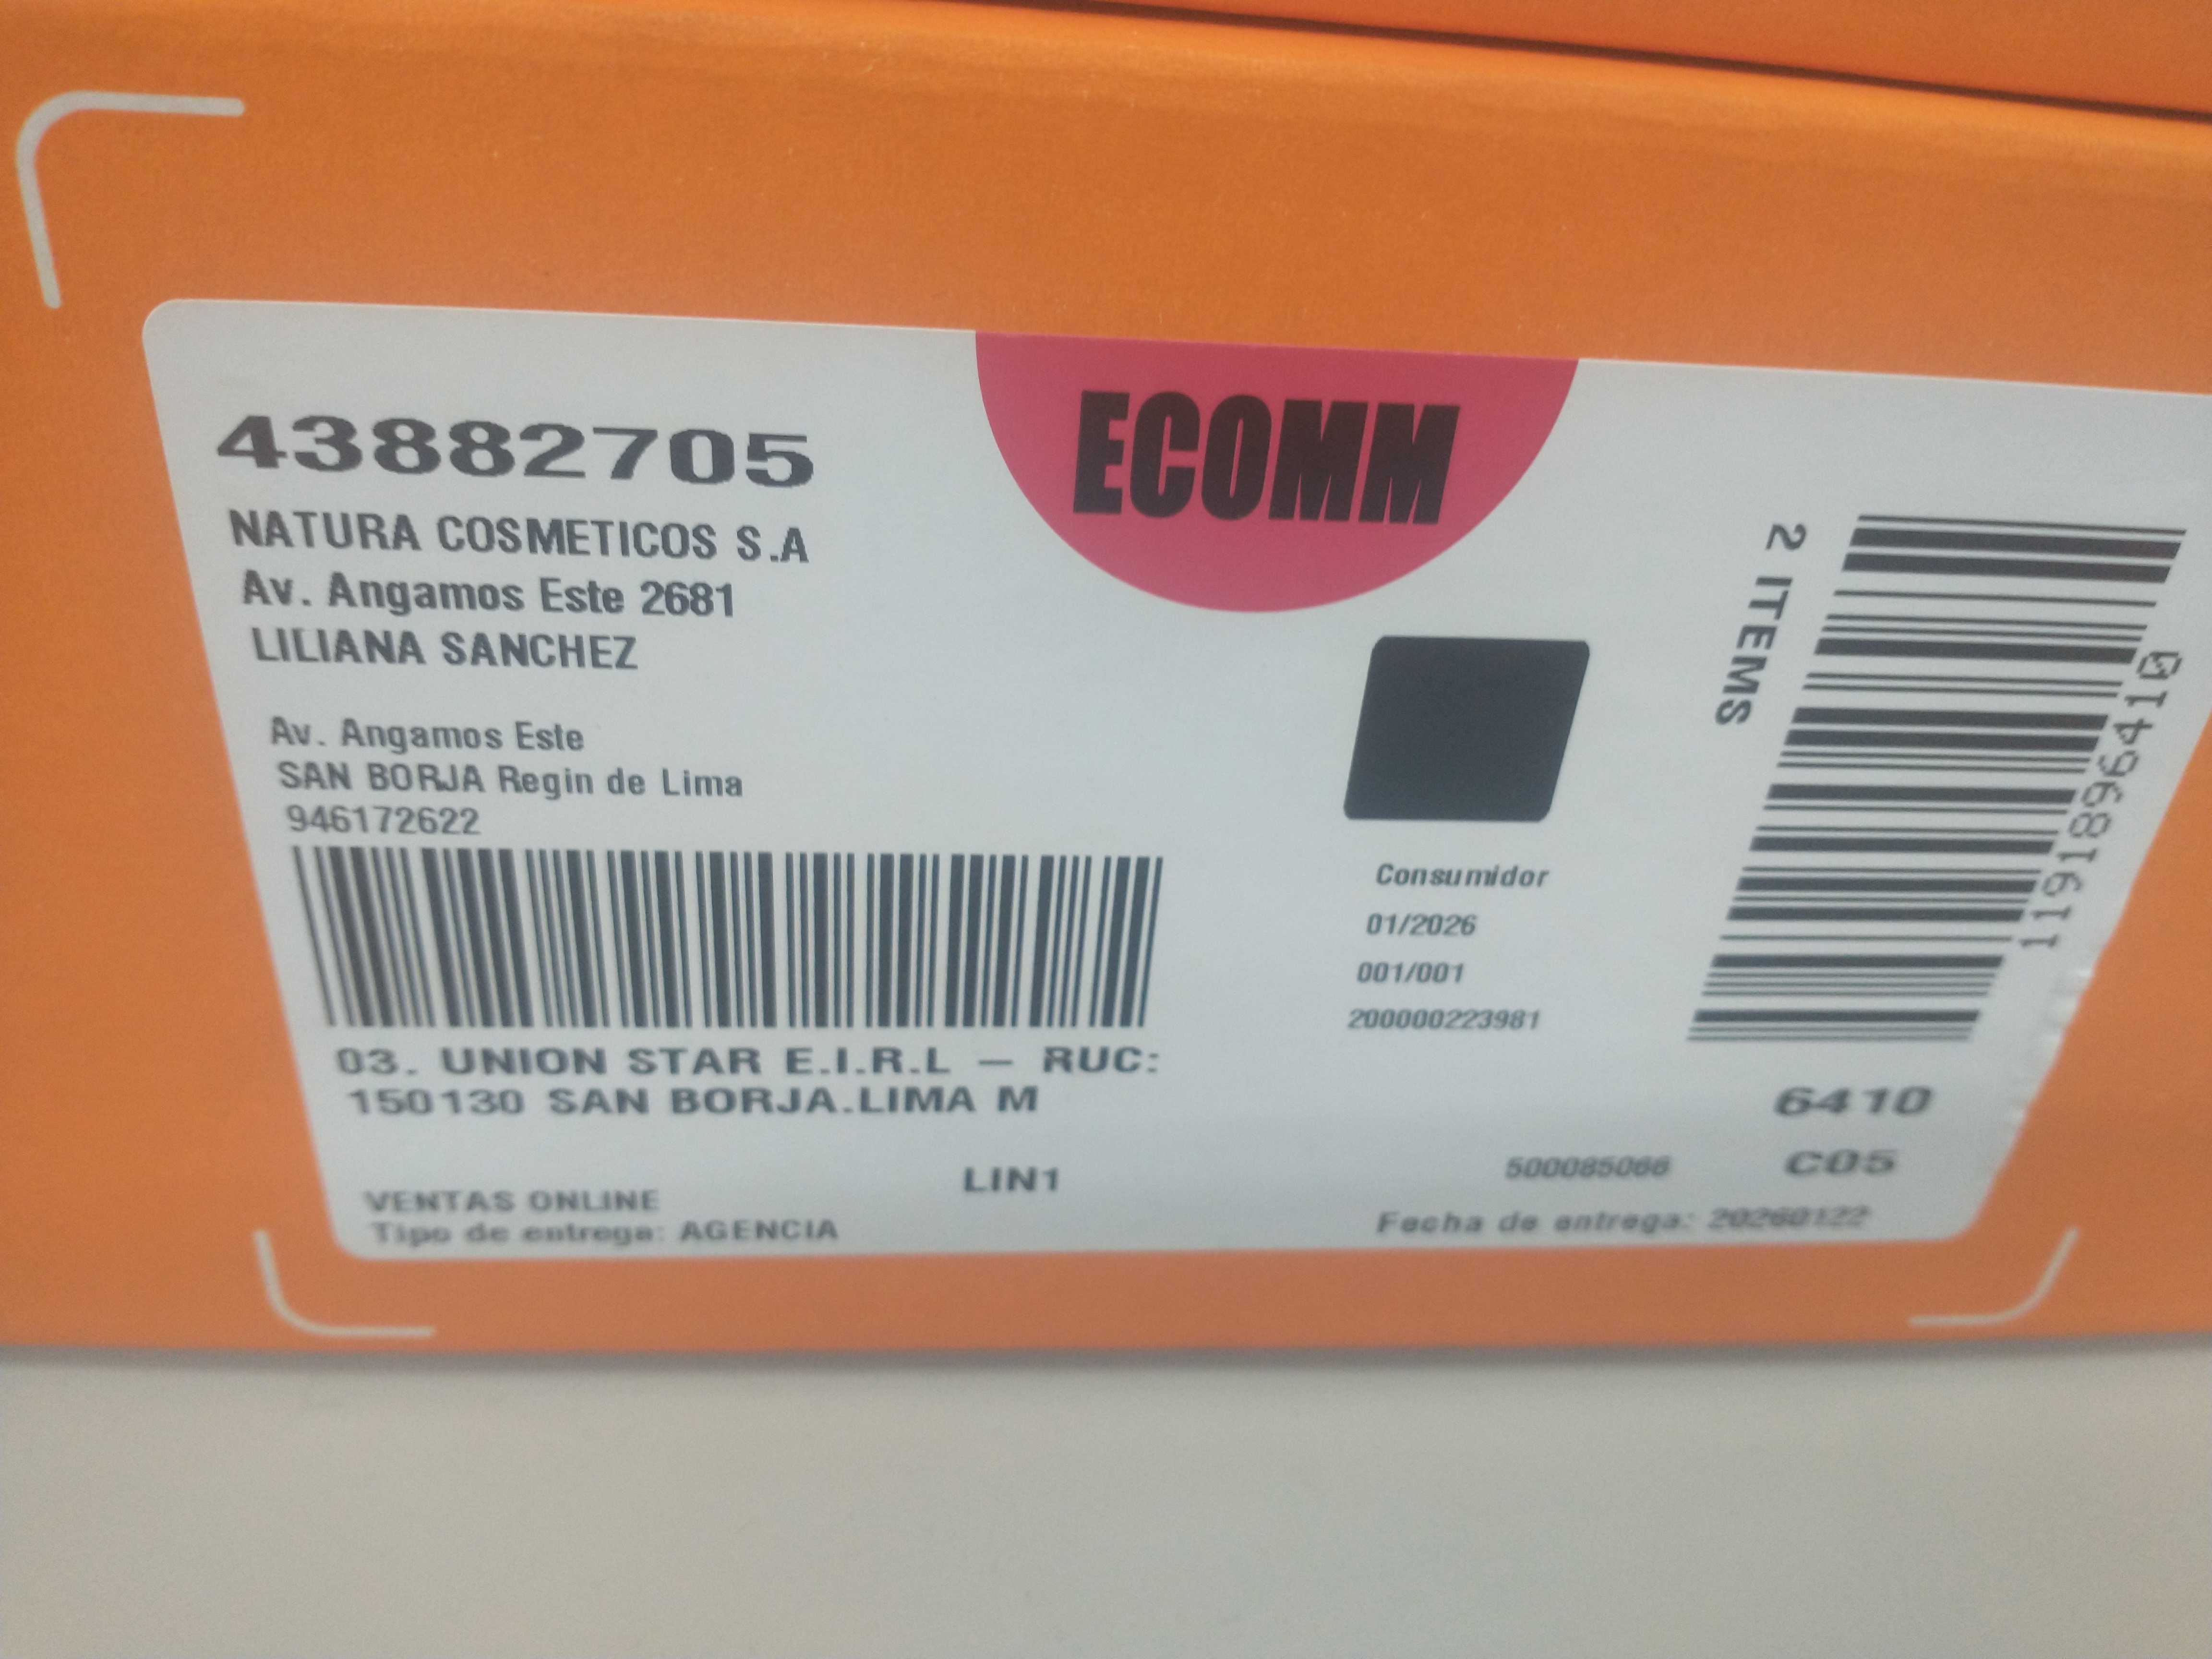 43882705
NATURA COSMETICOS S.A
Av. Angamos Este 2681
LILIANA SANCHEZ
Av. Angamos Este
SAN BORJA Regin de Lima
946172622
03. UNION STAR E.I.R.L – RUC:
150130 SAN BORJA.LIMA M
VENTAS ONLINE
Tipo de entrega: AGENCIA
LIN1
ECOMM
Consumidor
01/2026
001/001
200000223981
2 ITEMS
11918996410
6410
C05
500085066
Fecha de entrega: 20260122